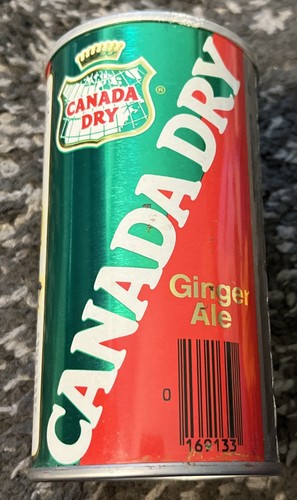 CANADA
DRY
®
CANADA DRY
Ginger
Ale
0
169133